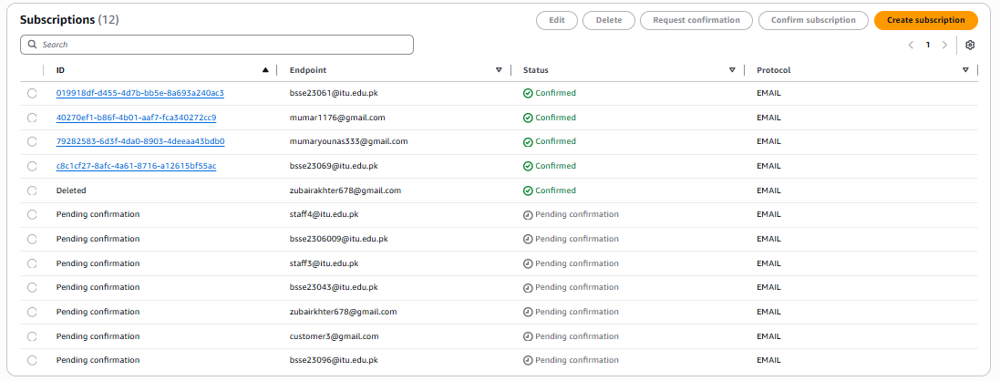 Subscriptions (12) Edit Delete Request confirmation Confirm subscription Create subscription
Search 1
ID Endpoint Status Protocol
019918df-d455-4d7b-bb5e-8a693a240ac3 bsse23061@itu.edu.pk Confirmed EMAIL
40270ef1-b86f-4b01-aaf7-fca340272cc9 mumar1176@gmail.com Confirmed EMAIL
79282583-6d3f-4da0-8903-4deeaa43bdb0 mumaryounas333@gmail.com Confirmed EMAIL
c8c1cf27-8afc-4a61-8716-a12615bf55ac bsse23069@itu.edu.pk Confirmed EMAIL
Deleted zubairakhter678@gmail.com Confirmed EMAIL
Pending confirmation staff4@itu.edu.pk Pending confirmation EMAIL
Pending confirmation bsse2306009@itu.edu.pk Pending confirmation EMAIL
Pending confirmation staff3@itu.edu.pk Pending confirmation EMAIL
Pending confirmation bsse23043@itu.edu.pk Pending confirmation EMAIL
Pending confirmation zubairkhter678@gmail.com Pending confirmation EMAIL
Pending confirmation customer3@gmail.com Pending confirmation EMAIL
Pending confirmation bsse23096@itu.edu.pk Pending confirmation EMAIL